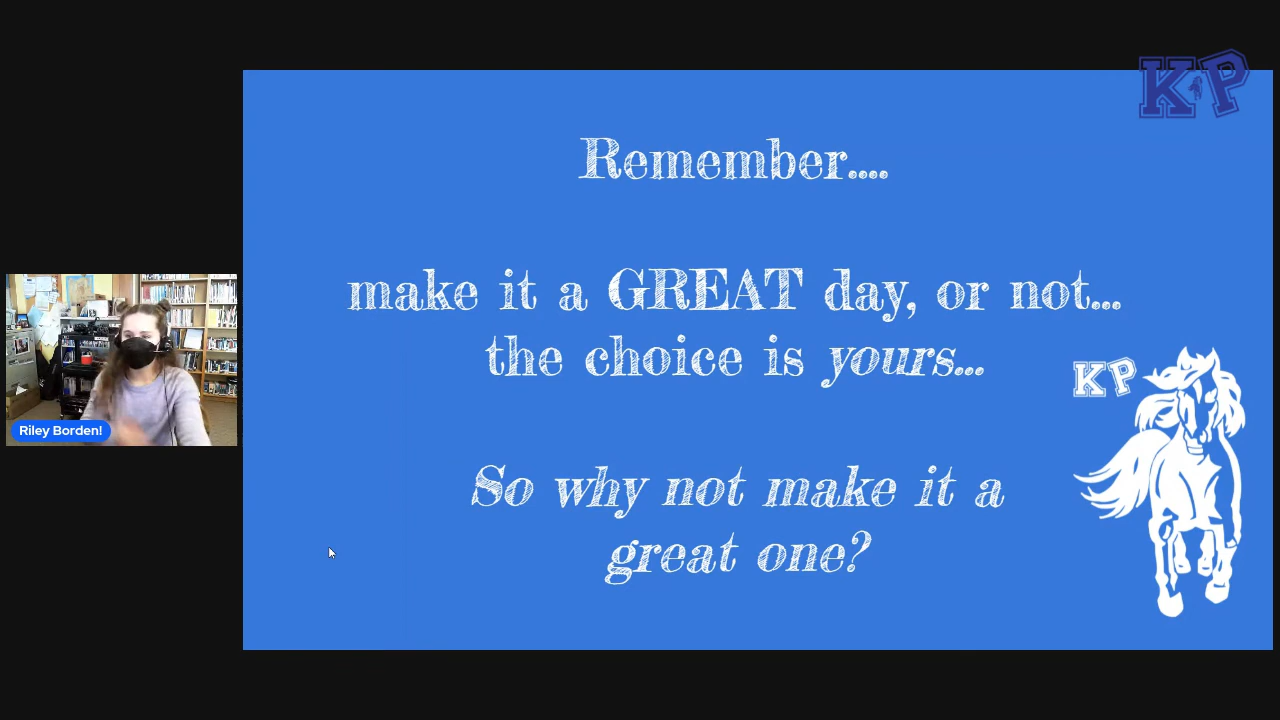 KP
Remember....
make it a GREAT day, or not...
the choice is yours...
KP
Riley Borden!
So why not make it a
great one?